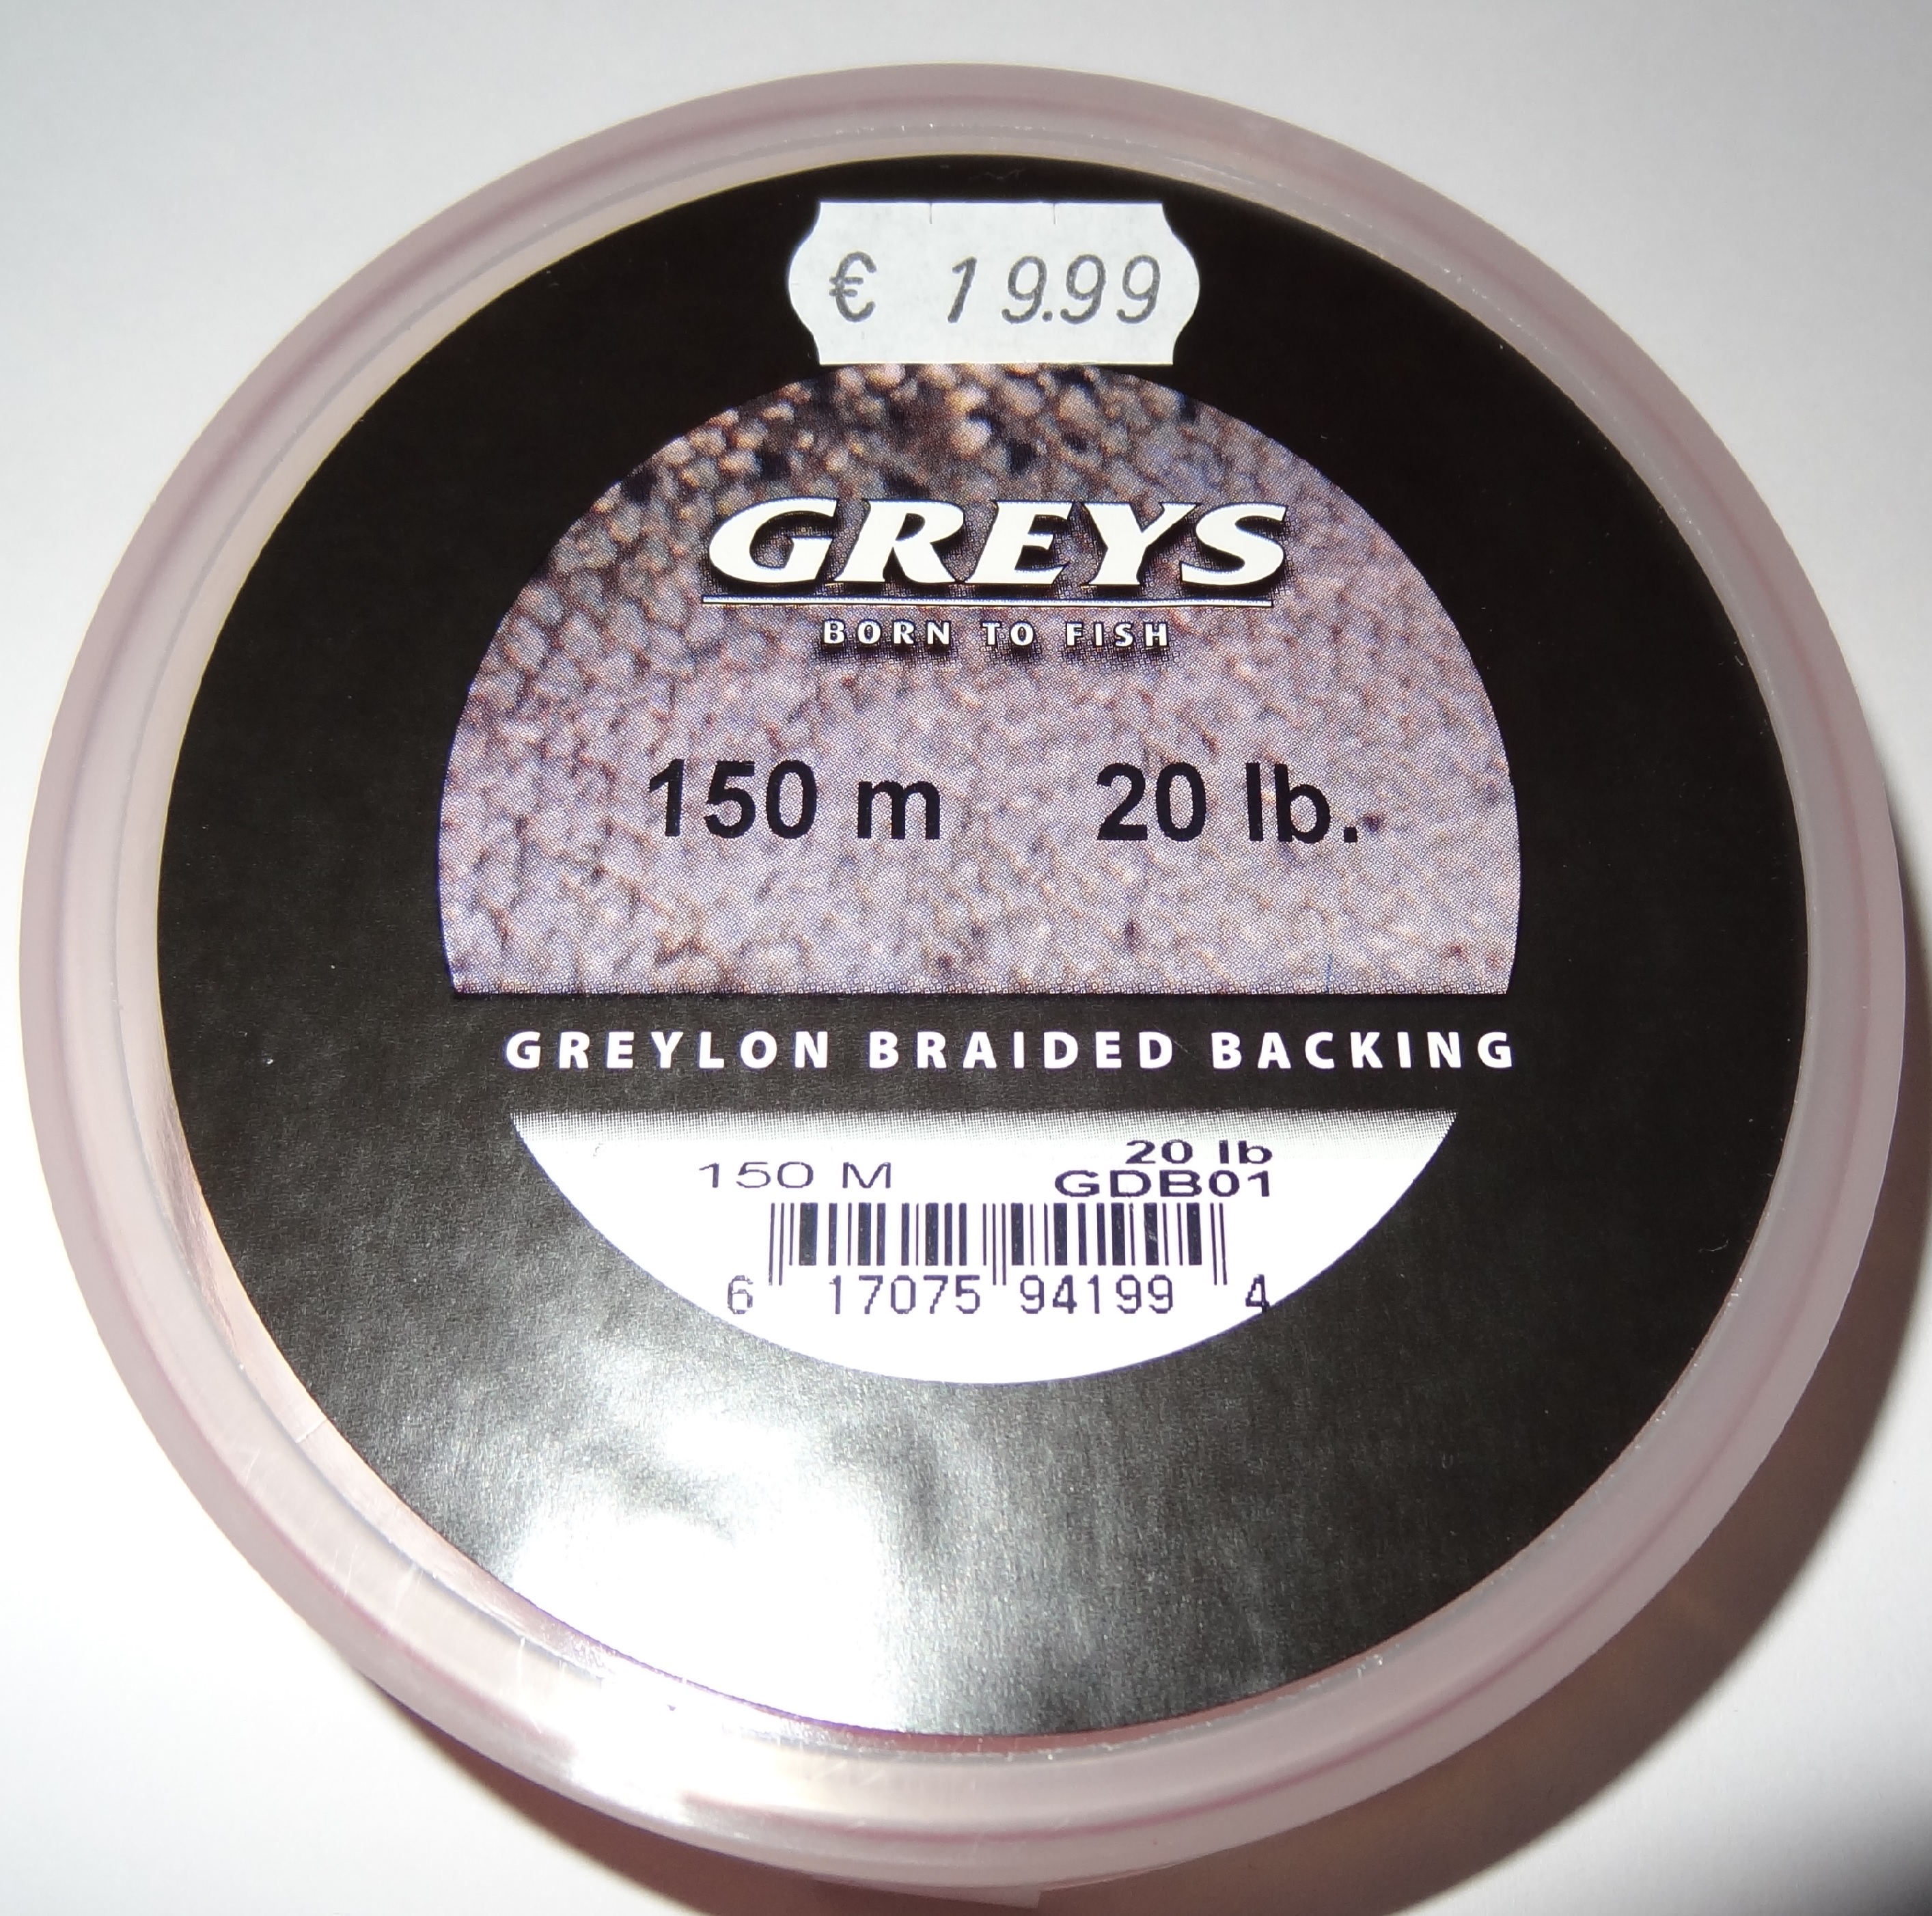 € 19.99
GREYS
BORN TO FISH
150 m 20 lb.
GREYLON BRAIDED BACKING
20 lb
150 M GDB01
6 17075 94199 4